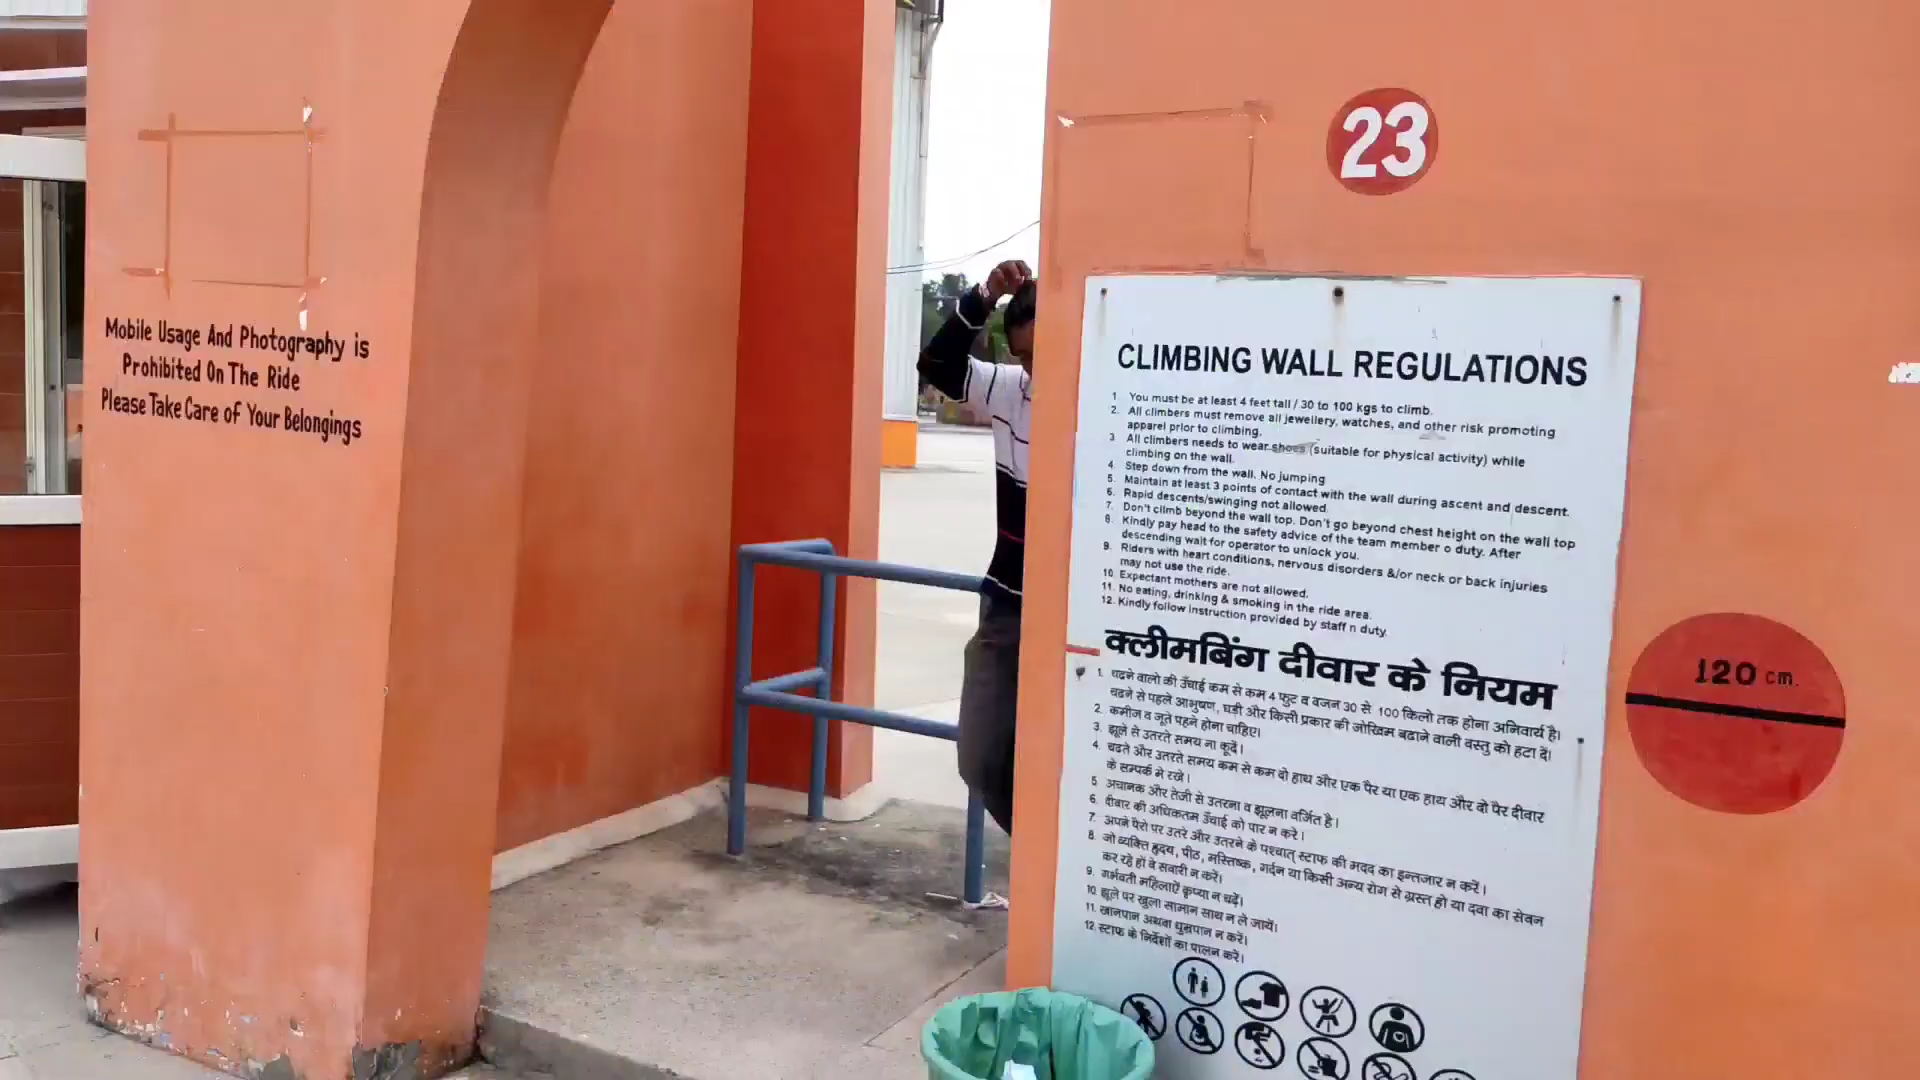 Mobile Usage And Photography is
Prohibited On The Ride
Please Take Care of Your Belongings
23
CLIMBING WALL REGULATIONS
1. You must be at least 4 feet tall / 30 to 100 kgs to climb.
2. All climbers must remove all jewellery, watches, and other risk promoting
apparel prior to climbing.
3. All climbers needs to wear shoes (suitable for physical activity) while
climbing on the wall.
4. Step down from the wall. No jumping
5. Maintain at least 3 points of contact with the wall during ascent and descent.
6. Rapid descents/swinging not allowed.
7. Don't climb beyond the wall top. Don't go beyond chest height on the wall top
8. Kindly pay head to the safety advice of the team member o duty. After
descending wait for operator to unlock you.
9. Riders with heart conditions, nervous disorders &/or neck or back injuries
may not use the ride.
10. Expectant mothers are not allowed.
11. No eating, drinking & smoking in the ride area.
12. Kindly follow instruction provided by staff n duty.
क्लीमबिंग दीवार के नियम
1. चढने वालो की उँचाई कम से कम 4 फुट व वजन 30 से 100 किलो तक होना अनिवार्य है।
चढने से पहले आभुषण, घड़ी और किसी प्रकार की जोखिम बढाने वाली वस्तु को हटा दें।
2. कमीज व जूते पहने होना चाहिए।
3. झूले से उतरते समय ना कूदें।
4. चढते और उतरते समय कम से कम दो हाथ और एक पैर या एक हाथ और दो पैर दीवार
के सम्पर्क मे रखे।
5. अचानक और तेजी से उतरना व झूलना वर्जित है।
6. दीवार की अधिकतम उँचाई को पार न करे।
7. अपने पैरो पर उतरे और उतरने के पश्चात् स्टाफ की मदद का इन्तजार न करें।
8. जो व्यक्ति हृदय, पीठ, मस्तिष्क, गर्दन या किसी अन्य रोग से ग्रस्त हो या दवा का सेवन
कर रहे हों वे सवारी न करें।
9. गर्भवती महिलाऐं कृप्या न चढ़ें।
10. झूले पर खुला सामान साथ न ले जायें।
11. खानपान अथवा धुम्रपान न करें।
12. स्टाफ के निर्देशों का पालन करें।
120 cm.